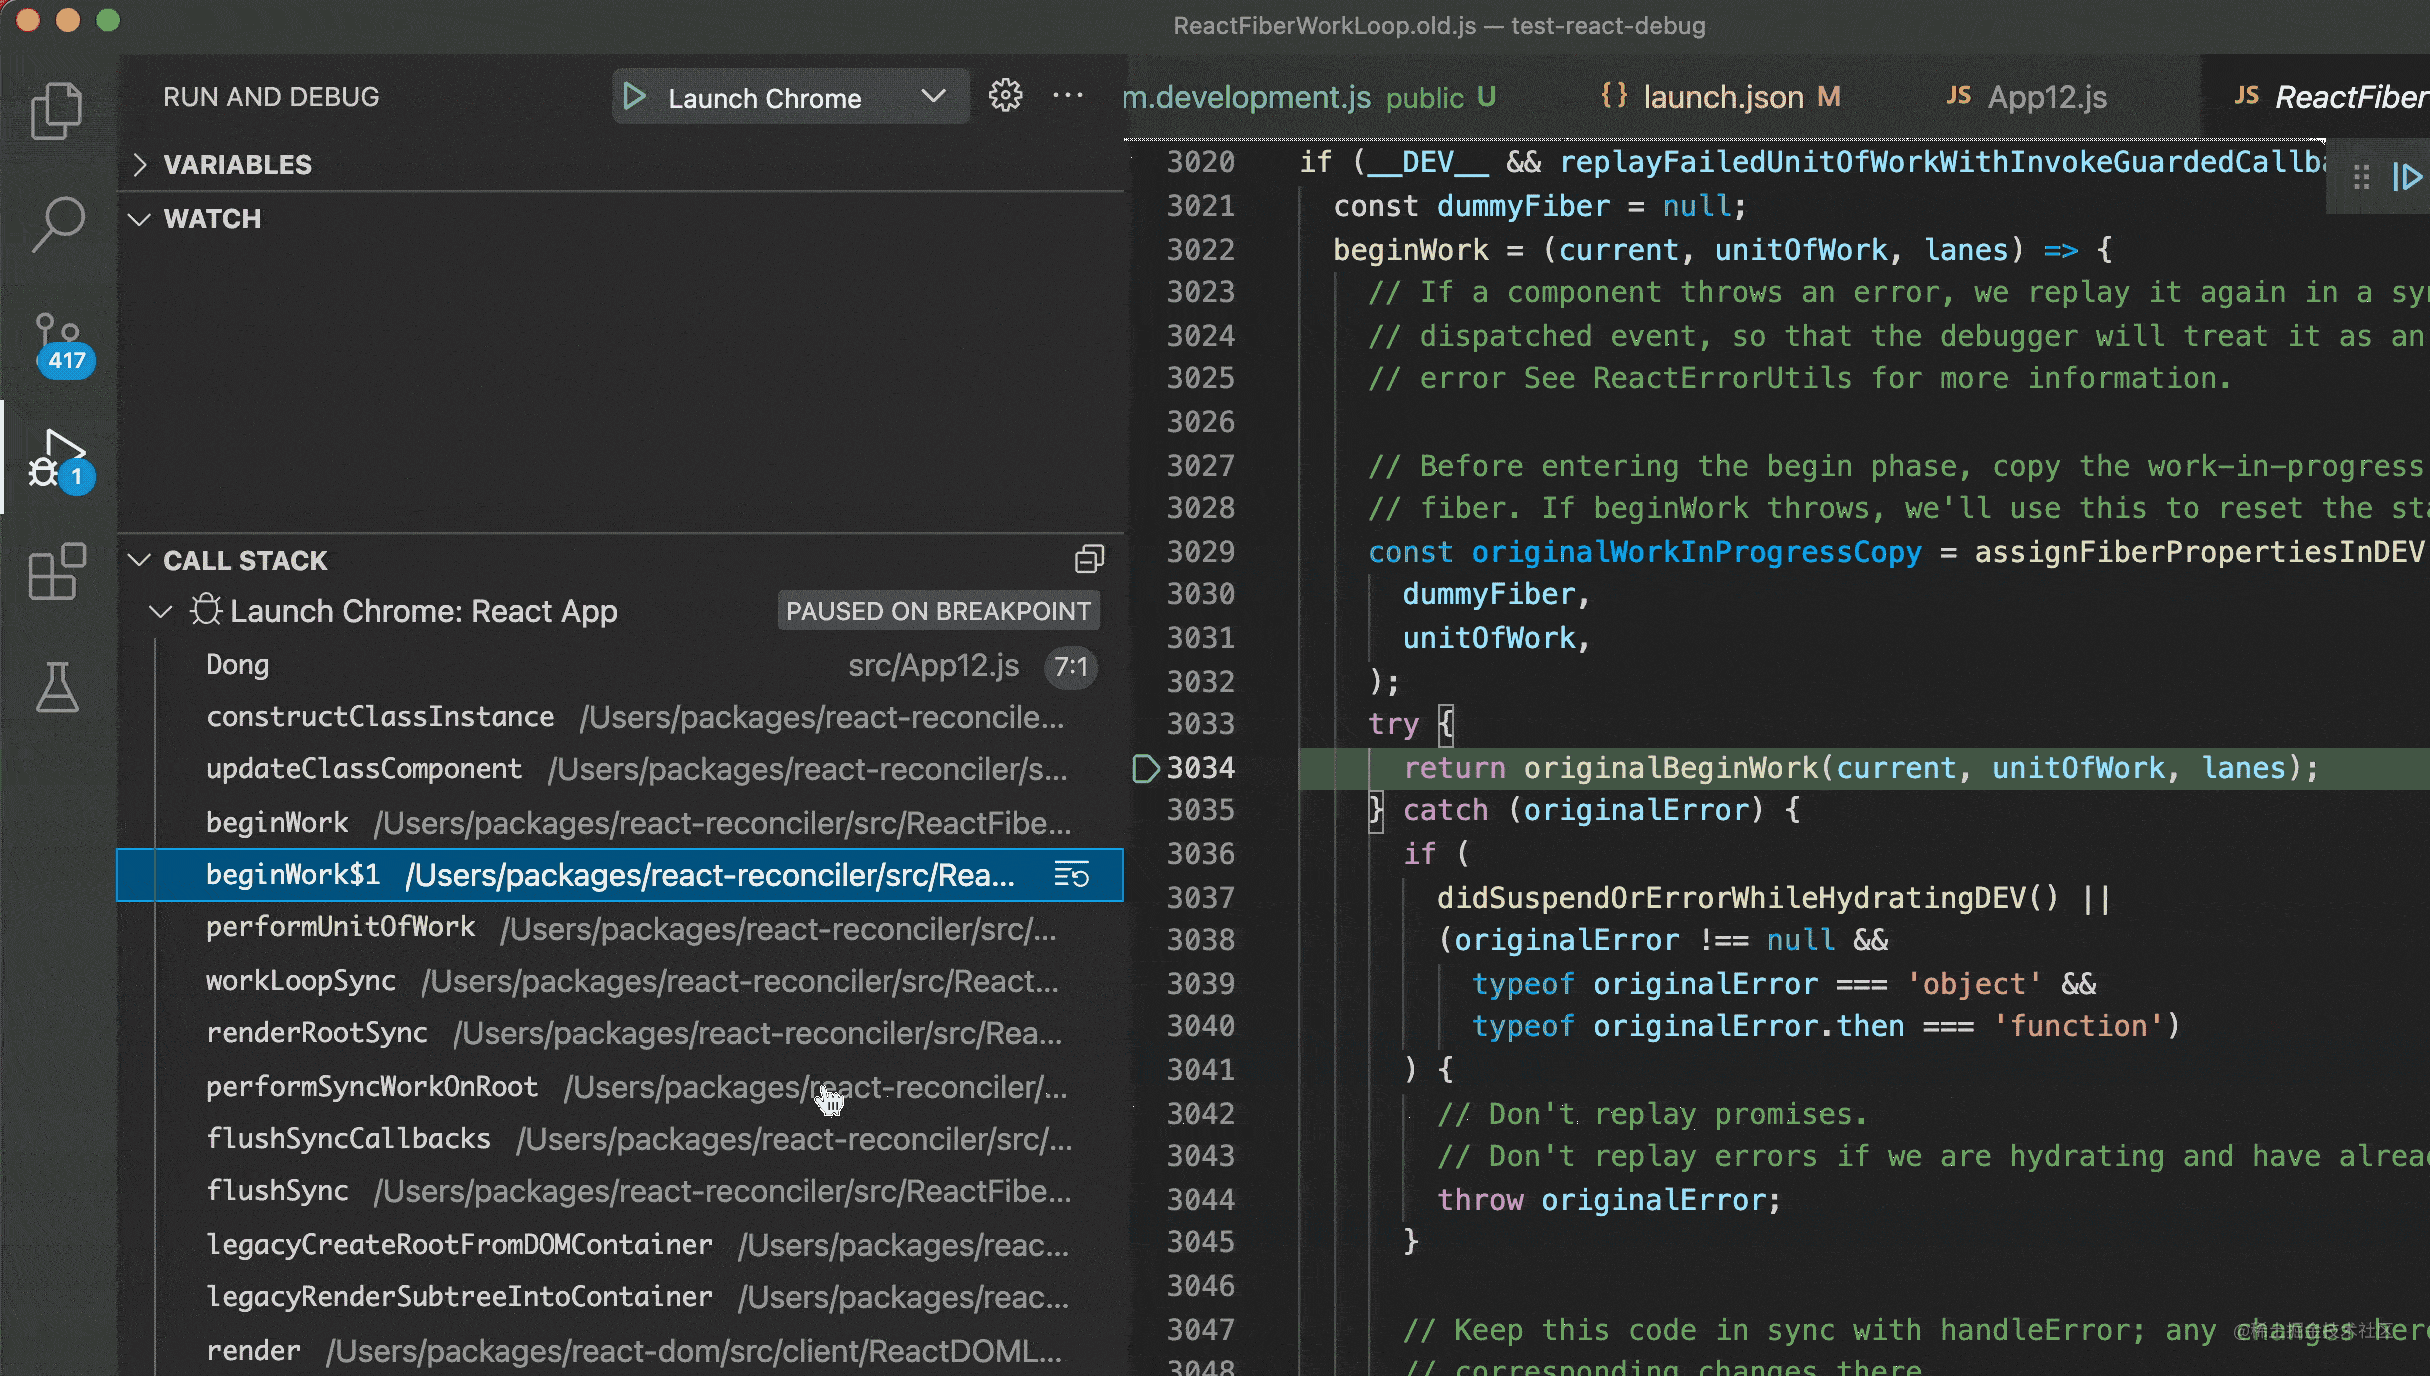 ReactFiberWorkLoop.old.js — test-react-debug
RUN AND DEBUG
Launch Chrome
m.development.js public U
launch.json M
JS App12.js
JS ReactFiber
VARIABLES
WATCH
417
1
CALL STACK
Launch Chrome: React App PAUSED ON BREAKPOINT
Dong src/App12.js 7:1
constructClassInstance /Users/packages/react-reconcile...
updateClassComponent /Users/packages/react-reconciler/s...
beginWork /Users/packages/react-reconciler/src/ReactFibe...
beginWork$1 /Users/packages/react-reconciler/src/Rea...
performUnitOfWork /Users/packages/react-reconciler/src/...
workLoopSync /Users/packages/react-reconciler/src/React...
renderRootSync /Users/packages/react-reconciler/src/Rea...
performSyncWorkOnRoot /Users/packages/react-reconciler/...
flushSyncCallbacks /Users/packages/react-reconciler/src/...
flushSync /Users/packages/react-reconciler/src/ReactFibe...
legacyCreateRootFromDOMContainer /Users/packages/reac...
legacyRenderSubtreeIntoContainer /Users/packages/reac...
render /Users/packages/react-dom/src/client/ReactDOML...
3020 if (__DEV__ && replayFailedUnitOfWorkWithInvokeGuardedCallba
3021 const dummyFiber = null;
3022 beginWork = (current, unitOfWork, lanes) => {
3023 // If a component throws an error, we replay it again in a syn
3024 // dispatched event, so that the debugger will treat it as an
3025 // error See ReactErrorUtils for more information.
3026
3027 // Before entering the begin phase, copy the work-in-progress
3028 // fiber. If beginWork throws, we'll use this to reset the sta
3029 const originalWorkInProgressCopy = assignFiberPropertiesInDEV
3030 dummyFiber,
3031 unitOfWork,
3032 );
3033 try {
3034 return originalBeginWork(current, unitOfWork, lanes);
3035 } catch (originalError) {
3036 if (
3037 didSuspendOrErrorWhileHydratingDEV() ||
3038 (originalError !== null &&
3039 typeof originalError === 'object' &&
3040 typeof originalError.then === 'function')
3041 ) {
3042 // Don't replay promises.
3043 // Don't replay errors if we are hydrating and have alread
3044 throw originalError;
3045 }
3046
3047 // Keep this code in sync with handleError; any changes here
3048 // corresponding changes there
@稀土掘金技术社区